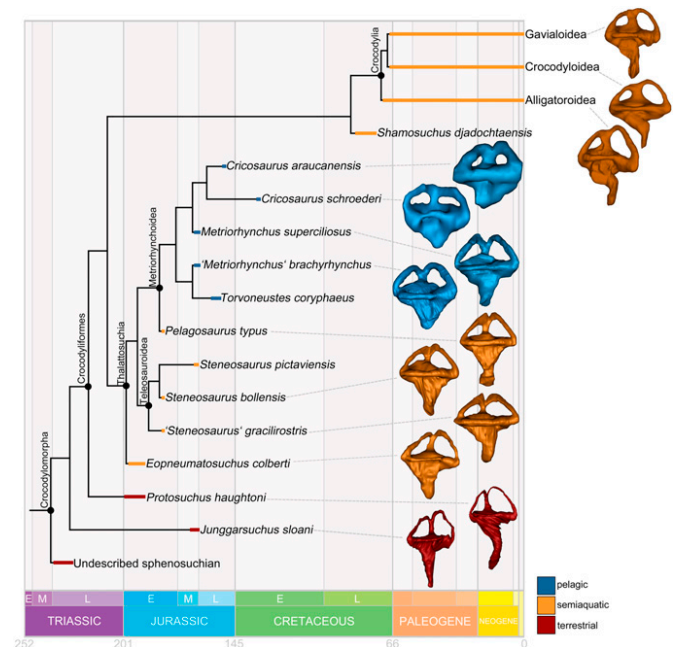 Gavialoidea
Crocodylia
Crocodyloidea
Alligatoroidea
Shamosuchus djadochtaensis
Cricosaurus araucanensis
Cricosaurus schroederi
Metriorhynchoidea
Metriorhynchus superciliosus
'Metriorhynchus' brachyrhynchus
Torvoneustes coryphaeus
Crocodyliformes
Thalattosuchia
Pelagosaurus typus
Teleosauroidea
Steneosaurus pictaviensis
Steneosaurus bollensis
'Steneosaurus' gracilirostris
Crocodylomorpha
Eopneumatosuchus colberti
Protosuchus haughtoni
Junggarsuchus sloani
Undescribed sphenosuchian
pelagic
semiaquatic
terrestrial
E M L E M L E L
TRIASSIC JURASSIC CRETACEOUS PALEOGENE NEOGENE
252 201 145 66 0